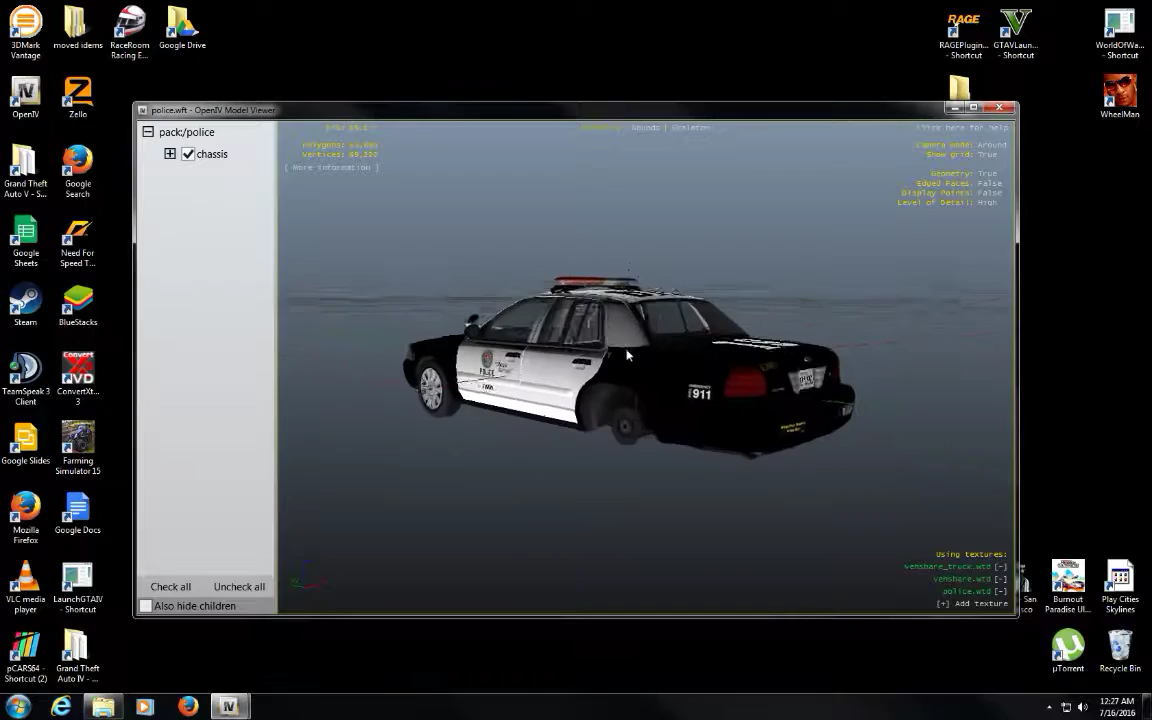 3DMark
Vantage
moved idems
RaceRoom
Racing E...
Google Drive
RAGE
RAGEPlugin...
- Shortcut
GTAVLaun...
- Shortcut
WorldOfWa...
- Shortcut
IV
OpenIV
Zello
WheelMan
police.wft - OpenIV Model Viewer
pack/police
chassis
Vertices:
[ More information ]
Click here for help
Camera mode: Around
Show grid: True
Geometry: True
Edged Faces: False
Display Points: False
Level of Detail: High
POLICE
EMERGENCY
911
Using textures:
vehshare_truck.wtd [-]
vehshare.wtd [-]
police.wtd [-]
[+] Add texture
Check all
Uncheck all
Also hide children
Grand Theft
Auto V - S...
Google
Search
Google
Sheets
Need For
Speed T...
Steam
BlueStacks
TeamSpeak 3
Client
ConvertXt...
3
Google Slides
Farming
Simulator 15
Mozilla
Firefox
Google Docs
VLC media
player
LaunchGTAIV
- Shortcut
San
Burnout
Paradise Ul...
Play Cities
Skylines
pCARS64 -
Shortcut (2)
Grand Theft
Auto IV - ...
µTorrent
Recycle Bin
12:27 AM
7/16/2016